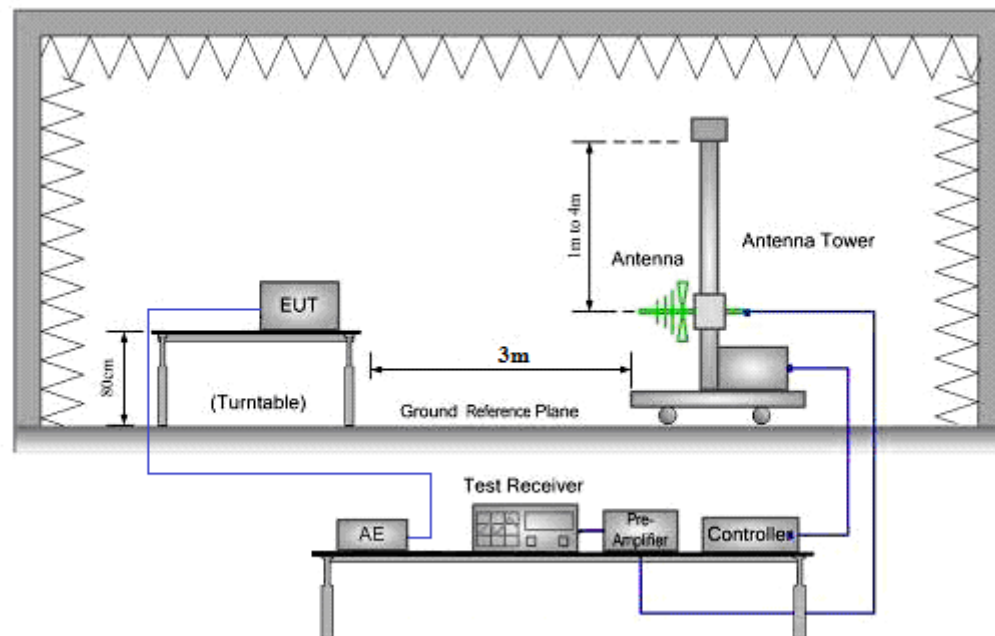 1m to 4m
Antenna
Antenna Tower
EUT
80cm
(Turntable)
3m
Ground Reference Plane
Test Receiver
AE
Pre-
Amplifier
Controller